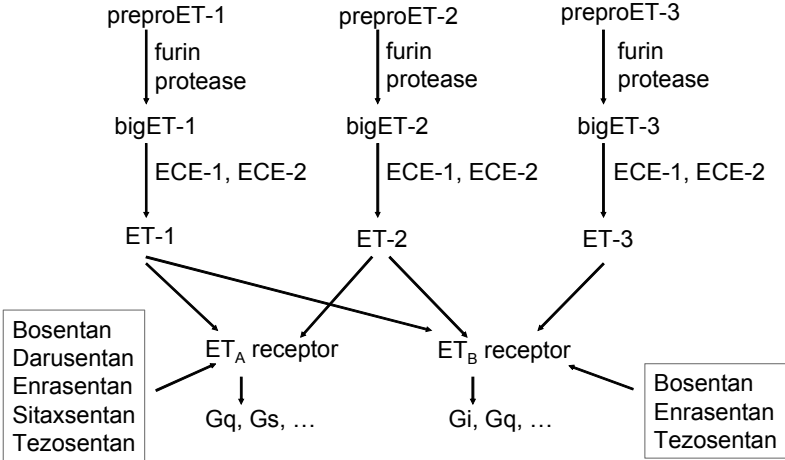 preproET-1 preproET-2 preproET-3
furin furin furin
protease protease protease
bigET-1 bigET-2 bigET-3
ECE-1, ECE-2 ECE-1, ECE-2 ECE-1, ECE-2
ET-1 ET-2 ET-3
Bosentan
Darusentan
Enrasentan
Sitaxsentan
Tezosentan
ETA receptor ETB receptor
Gq, Gs, … Gi, Gq, …
Bosentan
Enrasentan
Tezosentan